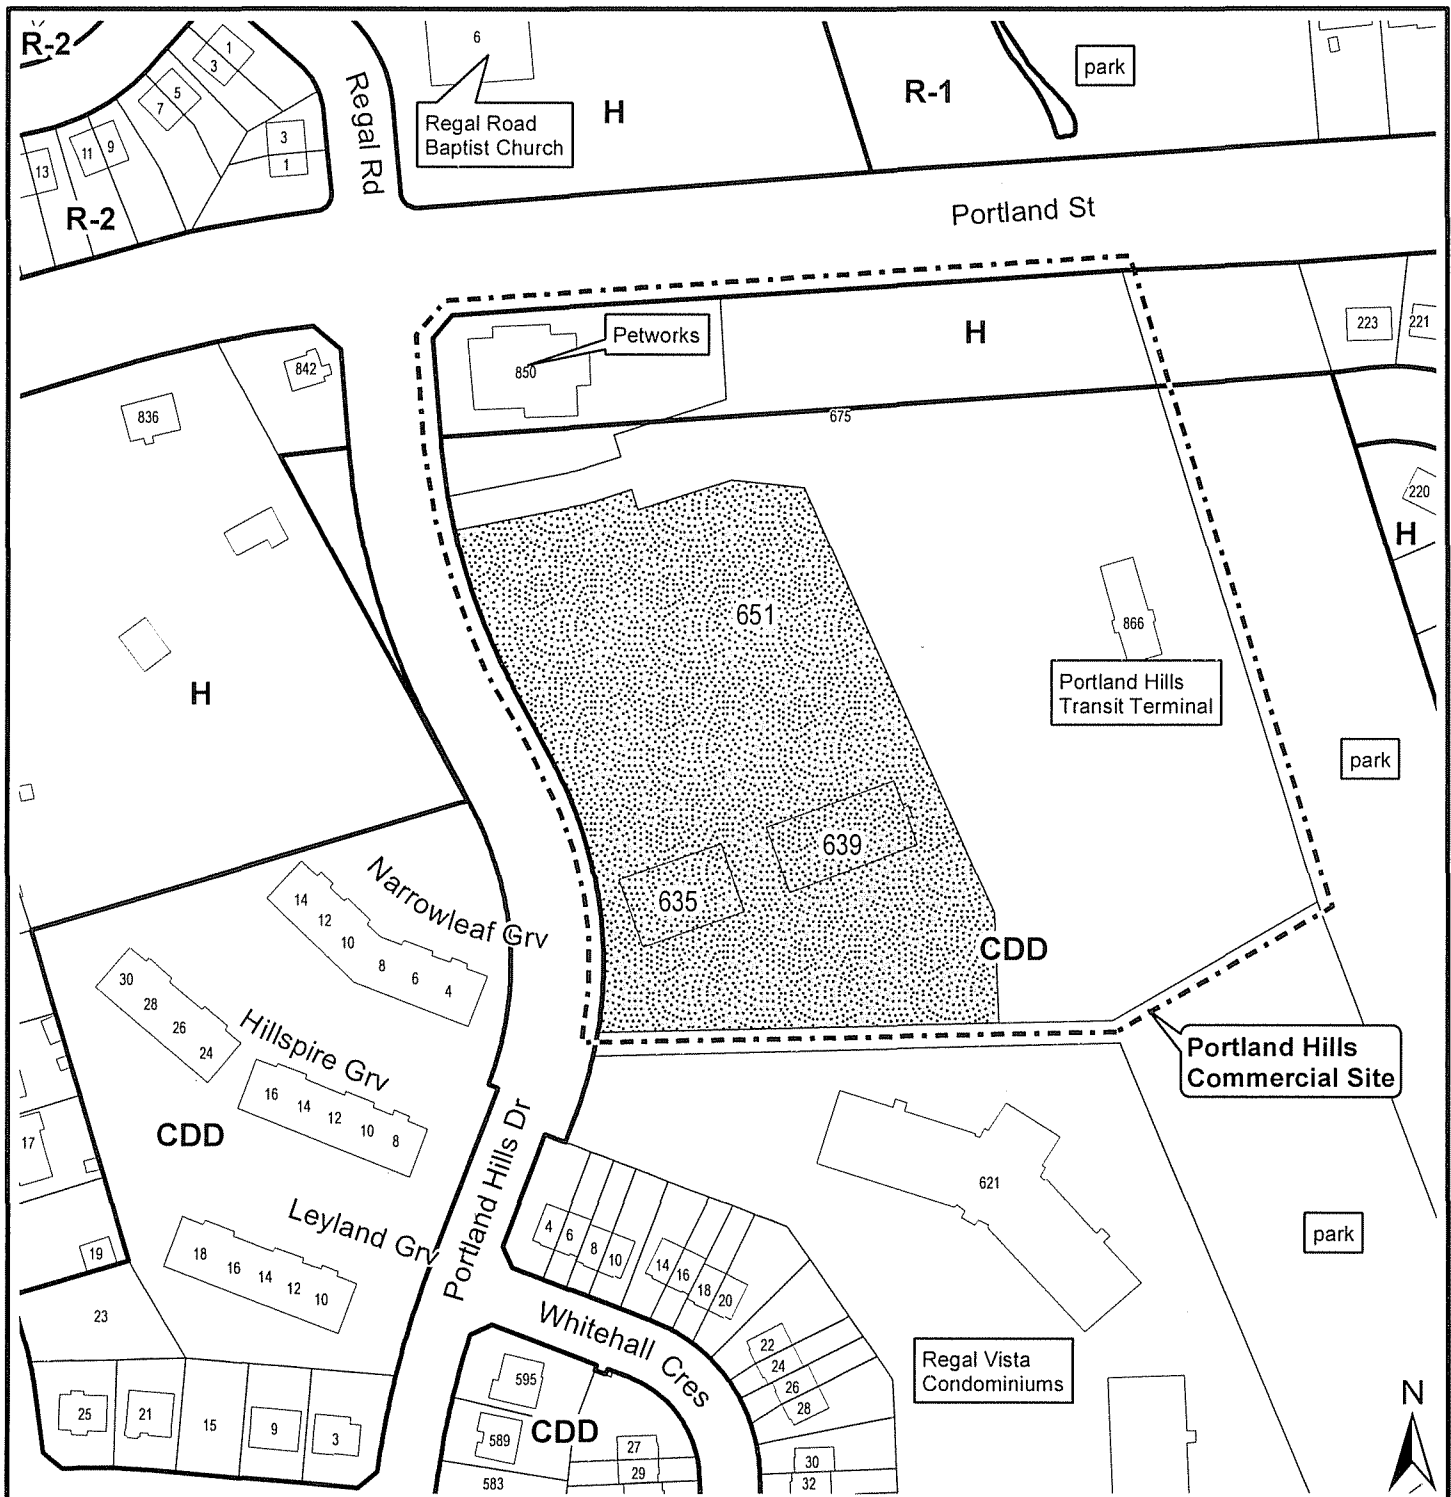 R-2
1
3
5
7
11
9
13
3
1
R-2
Regal Rd
6
Regal Road
Baptist Church
H
R-1
park
Portland St
Petworks
850
H
675
223
221
220
H
842
836
H
651
639
635
CDD
866
Portland Hills
Transit Terminal
park
Portland Hills
Commercial Site
Narrowleaf Grv
14
12
10
8
6
4
30
28
26
24
Hillspire Grv
16
14
12
10
8
CDD
17
19
Leyland Grv
18
16
14
12
10
23
25
21
15
9
3
Portland Hills Dr
4
6
8
10
14
16
18
20
22
24
26
28
30
32
Whitehall Cres
595
589
583
CDD
27
29
621
Regal Vista
Condominiums
park
N